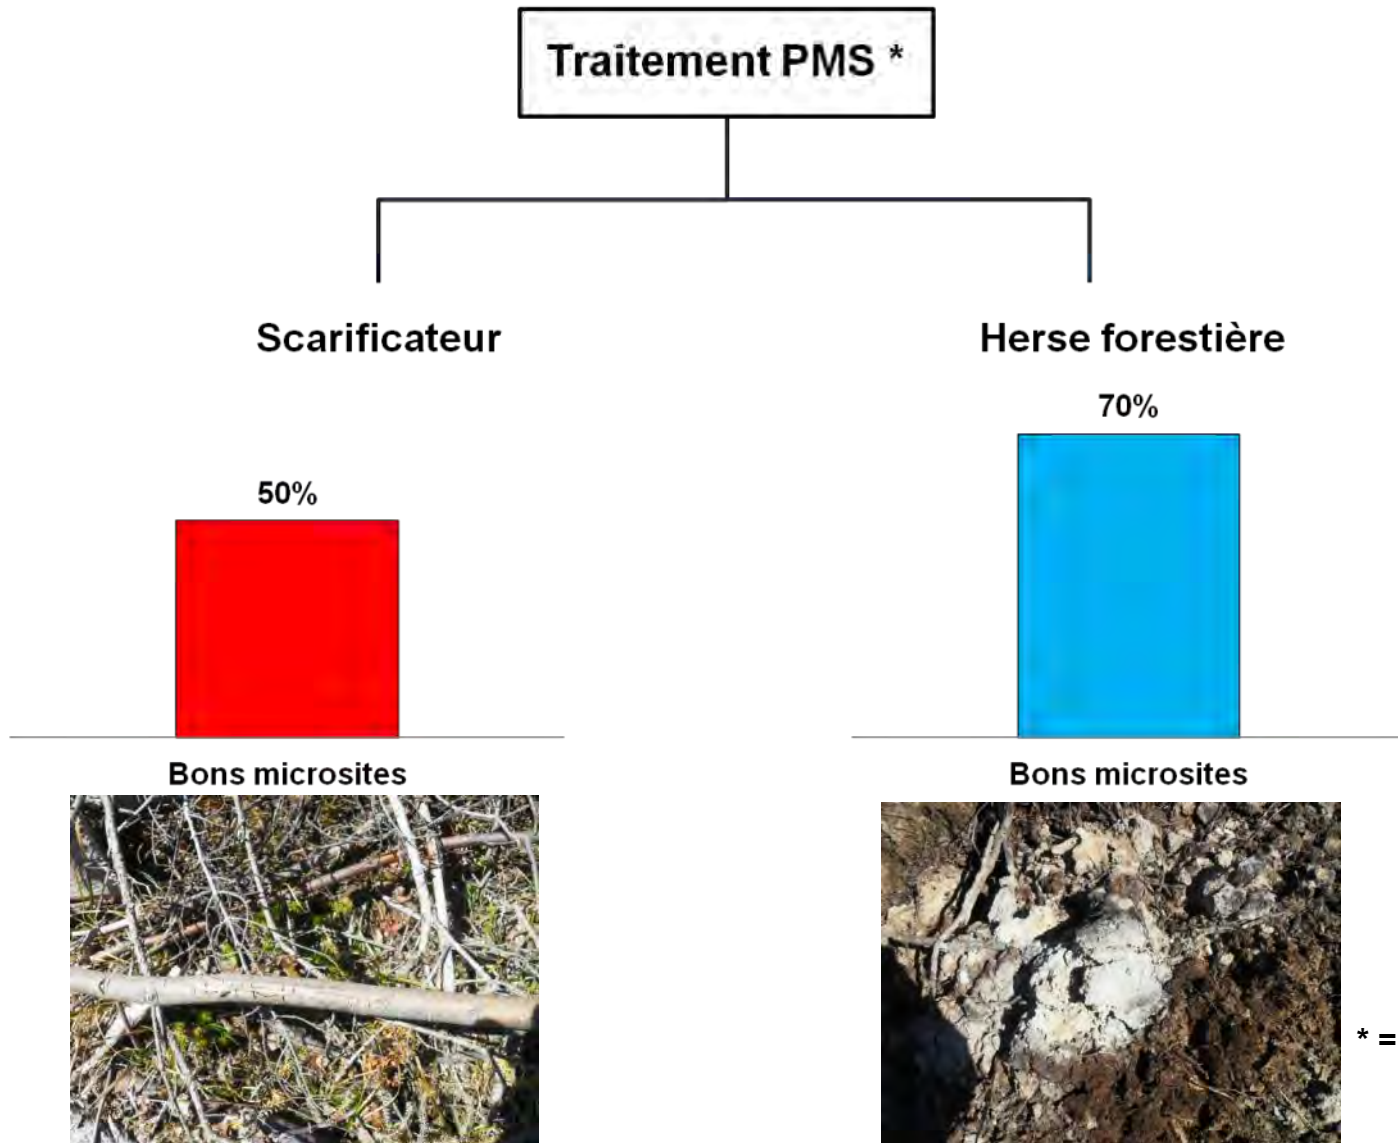 Traitement PMS *
Scarificateur
Herse forestière
50%
70%
Bons microsites
Bons microsites
* =